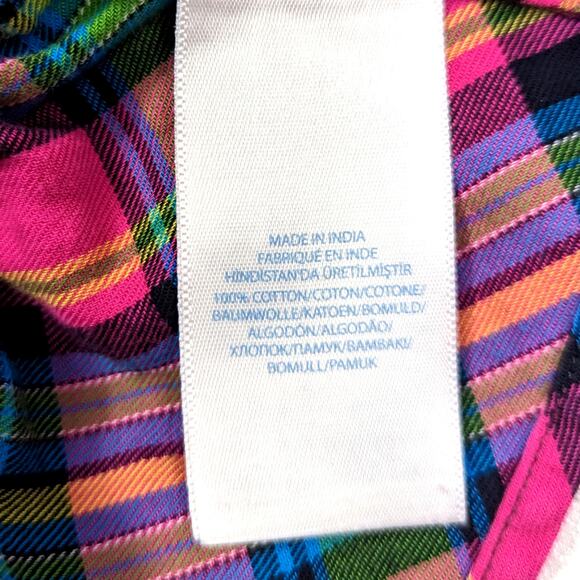 MADE IN INDIA
FABRIQUÉ EN INDE
HİNDİSTAN'DA ÜRETİLMİŞTİR
100% COTTON/COTON/COTONE/
BAUMWOLLE/KATOEN/BOMULD/
ALGODÓN/ALGODÃO/
ХЛОПОК/ПАМУК/BAMBAKI/
BOMULL/PAMUK